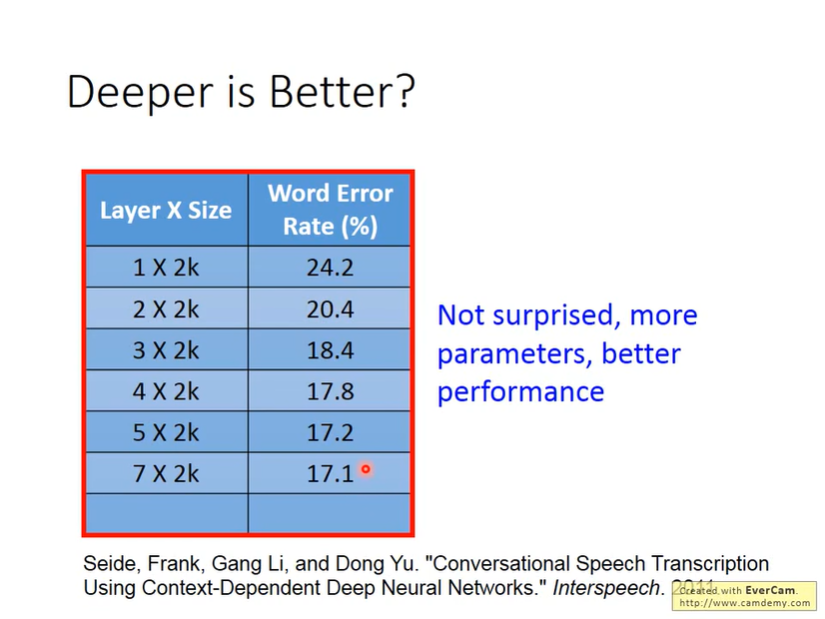 Deeper is Better?
Layer X Size Word Error Rate (%)
1 X 2k 24.2
2 X 2k 20.4
3 X 2k 18.4
4 X 2k 17.8
5 X 2k 17.2
7 X 2k 17.1
Not surprised, more
parameters, better
performance
Seide, Frank, Gang Li, and Dong Yu. "Conversational Speech Transcription
Using Context-Dependent Deep Neural Networks." Interspeech. 2011.
Created with EverCam.
http://www.camdemy.com